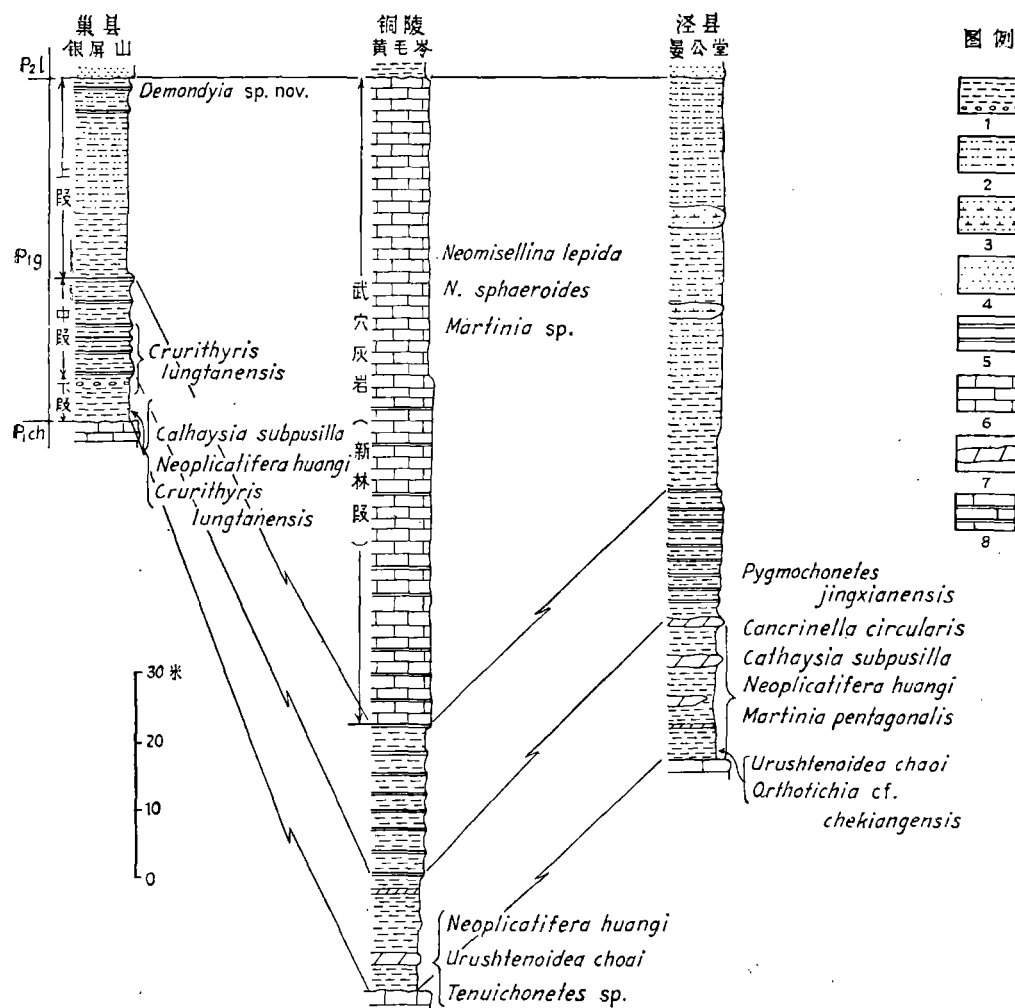 巢县
银屏山
铜陵
黄毛岑
泾县
晏公堂
图例
P₂l
P₁g
P₁ch
上段
中段
下段
Demondyia sp. nov.
Crurithyris
lungtanensis
Cathaysia subpusilla
Neoplicatifera huangi
Crurithyris
lungtanensis
武穴灰岩（新林段）
Neomisellina lepida
N. sphaeroides
Martinia sp.
Neoplicatifera huangi
Urushtenoidea choai
Tenuichonetes sp.
Pygmochonetes
jingxianensis
Cancrinella circularis
Cathaysia subpusilla
Neoplicatifera huangi
Martinia pentagonalis
Urushtenoidea chaoi
Orthotichia cf.
chekiangensis
30 米
20
10
0
1
2
3
4
5
6
7
8